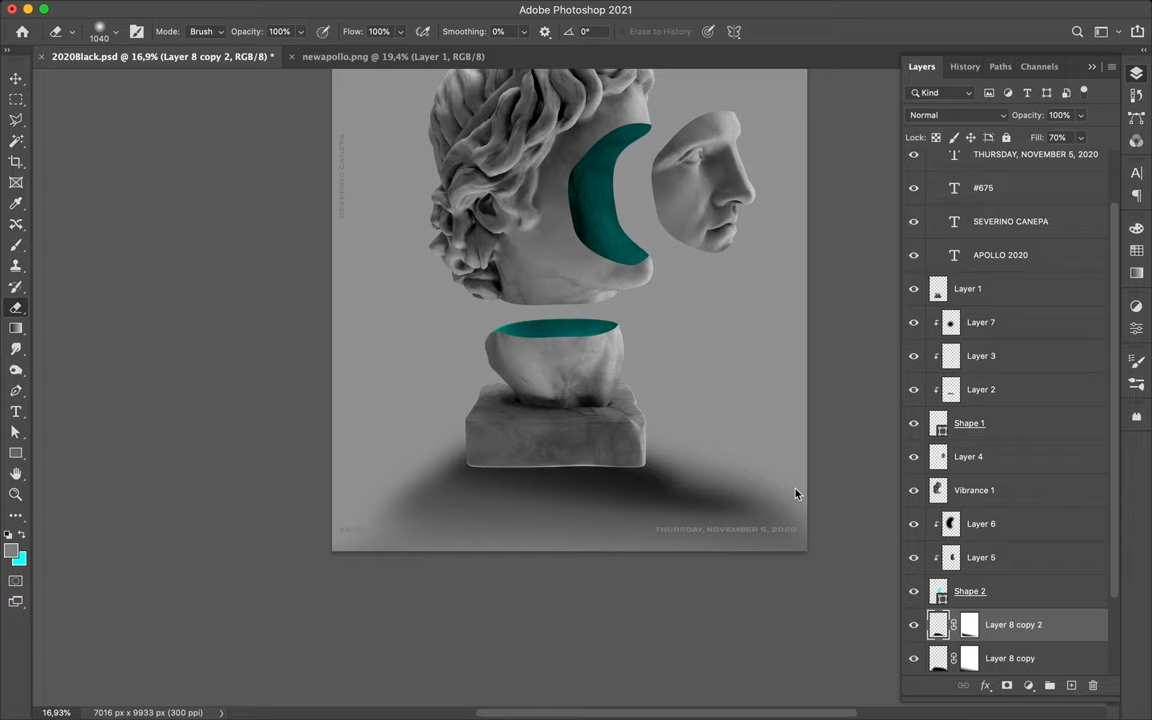 Adobe Photoshop 2021
1040
Mode: Brush Opacity: 100% Flow: 100% Smoothing: 0% 0° Erase to History
2020Black.psd @ 16,9% (Layer 8 copy 2, RGB/8) * newapollo.png @ 19,4% (Layer 1, RGB/8)
Layers History Paths Channels
Kind
Normal Opacity: 100%
Lock: Fill: 70%
THURSDAY, NOVEMBER 5, 2020
#675
SEVERINO CANEPA
APOLLO 2020
Layer 1
Layer 7
Layer 3
Layer 2
Shape 1
Layer 4
Vibrance 1
Layer 6
Layer 5
Shape 2
Layer 8 copy 2
Layer 8 copy
fx
SEVERINO CANEPA
THURSDAY, NOVEMBER 5, 2020
16,93% 7016 px x 9933 px (300 ppi)